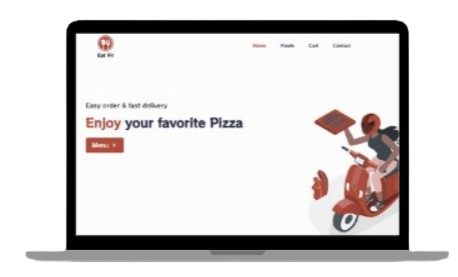 Eat Fit
Home Foods Cart Contact
Easy order & fast delivery
Enjoy your favorite Pizza
Menu >